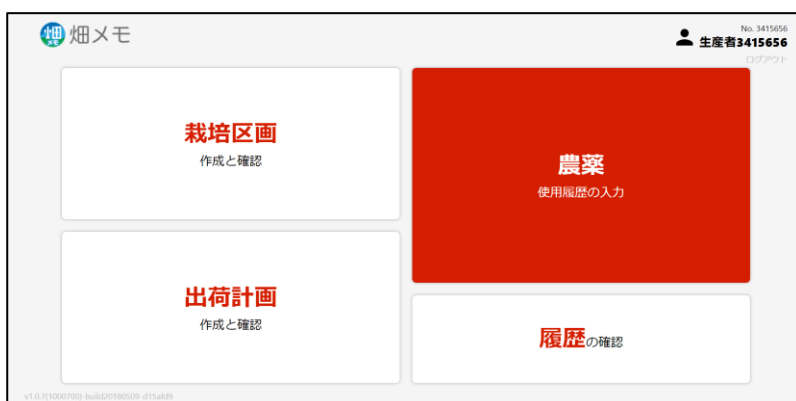 畑
メモ
畑メモ
No. 3415656
生産者3415656
ログアウト
栽培区画
作成と確認
農薬
使用履歴の入力
出荷計画
作成と確認
履歴の確認
v1.0.7(1000700)-build20180509-d15afd9